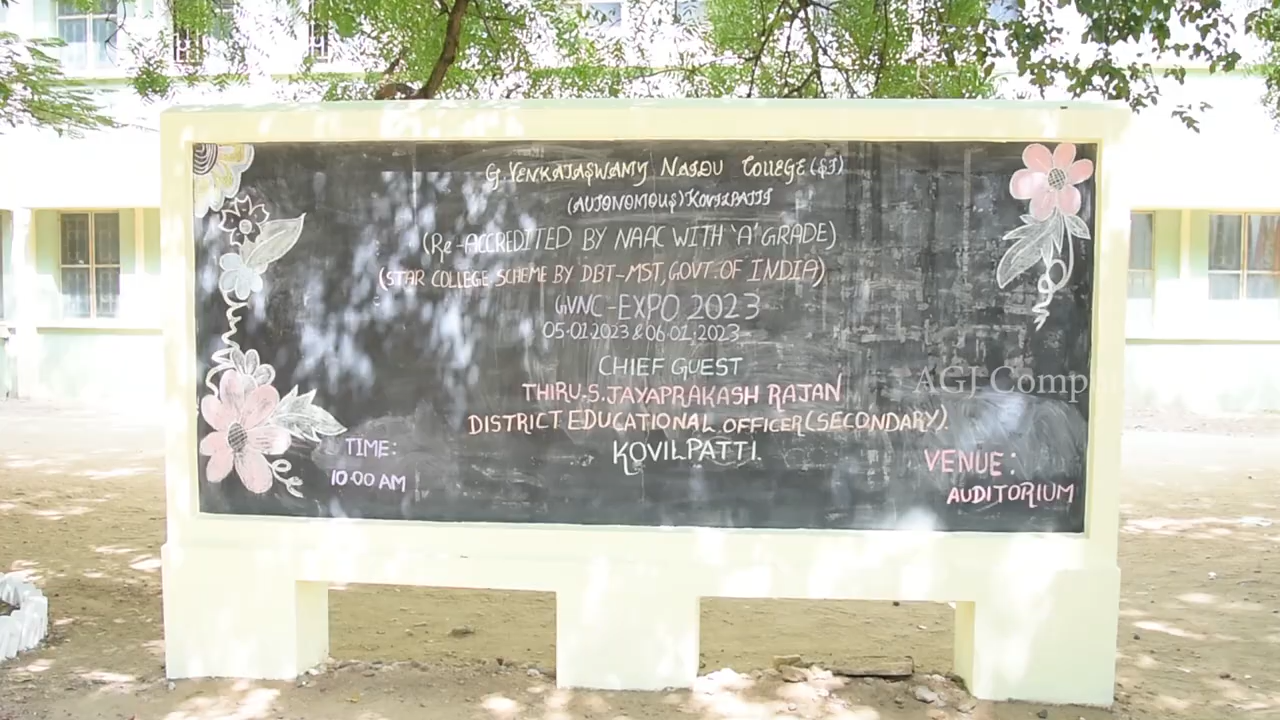 G. VENKATASWAMY NAIDU COLLEGE (SF)
(AUTONOMOUS) KOVILPATTI
(Re-ACCREDITED BY NAAC WITH 'A' GRADE)
(STAR COLLEGE SCHEME BY DBT-MST, GOVT. OF INDIA)
GVNC-EXPO 2023
05.01.2023 & 06.01.2023
CHIEF GUEST
THIRU.S.JAYAPRAKASH RAJAN
DISTRICT EDUCATIONAL OFFICER (SECONDARY).
KOVILPATTI.
TIME:
10.00 AM
VENUE:
AUDITORIUM
AGJ Comp